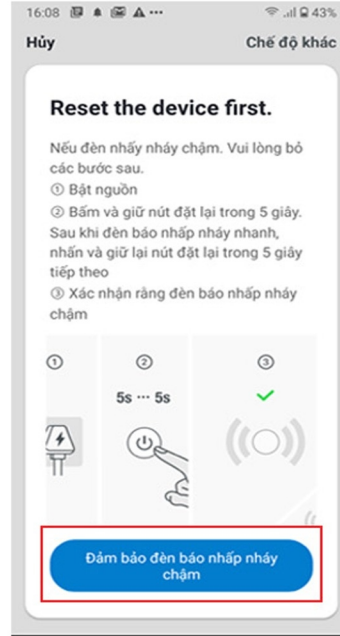 16:08 43%
Hủy Chế độ khác
Reset the device first.
Nếu đèn nhấy nháy chậm. Vui lòng bỏ
các bước sau.
① Bật nguồn
② Bấm và giữ nút đặt lại trong 5 giây.
Sau khi đèn báo nhấp nháy nhanh,
nhấn và giữ lại nút đặt lại trong 5 giây
tiếp theo
③ Xác nhận rằng đèn báo nhấp nháy
chậm
① ② ③
5s ··· 5s
Đảm bảo đèn báo nhấp nháy
chậm